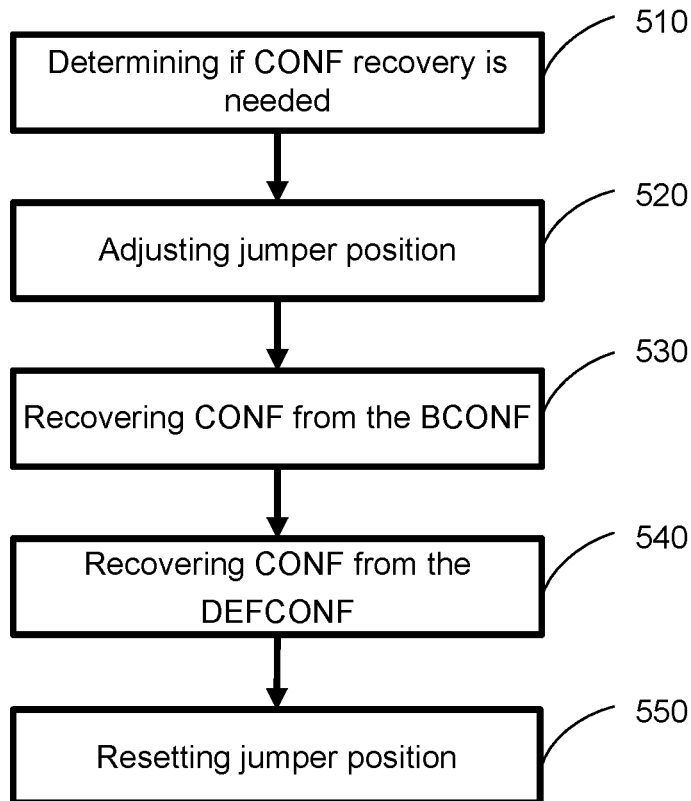 510
Determining if CONF recovery is
needed
520
Adjusting jumper position
530
Recovering CONF from the BCONF
540
Recovering CONF from the
DEFCONF
550
Resetting jumper position